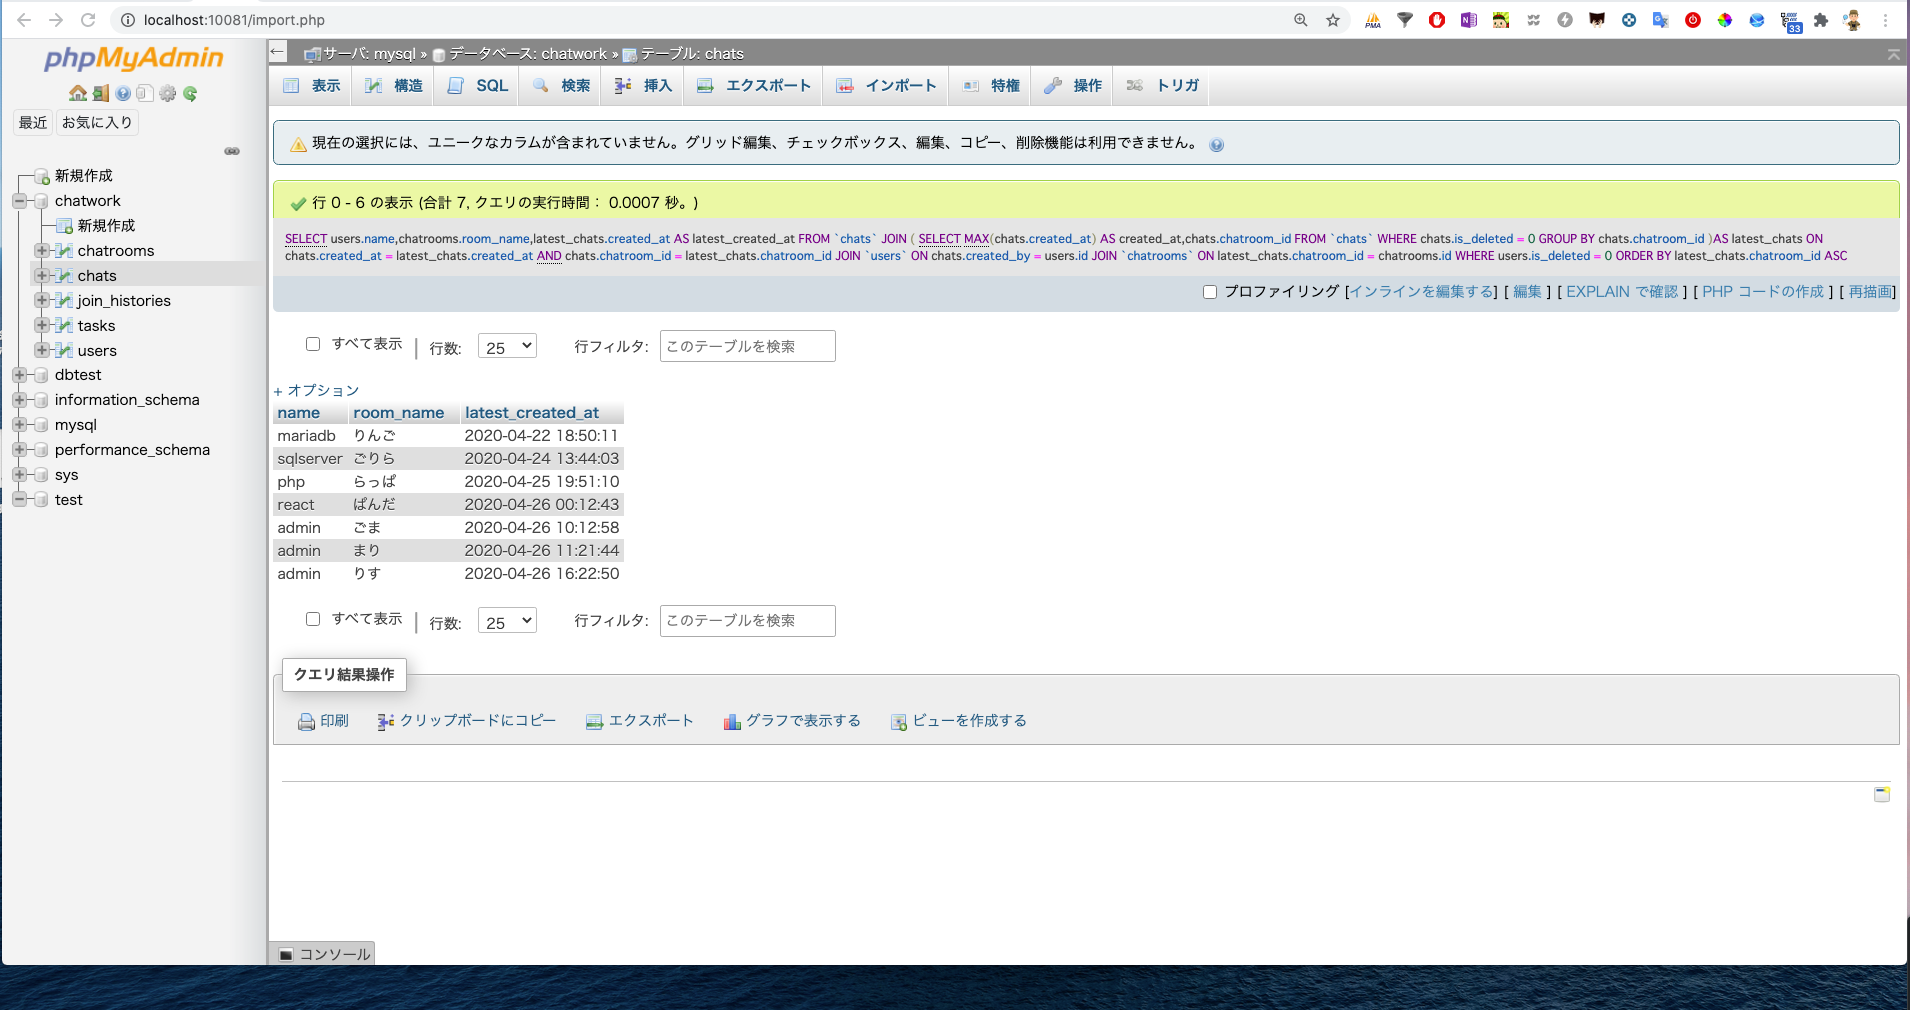 localhost:10081/import.php
33
phpMyAdmin
最近 お気に入り
新規作成
chatwork
新規作成
chatrooms
chats
join_histories
tasks
users
dbtest
information_schema
mysql
performance_schema
sys
test
サーバ: mysql » データベース: chatwork » テーブル: chats
表示 構造 SQL 検索 挿入 エクスポート インポート 特権 操作 トリガ
現在の選択には、ユニークなカラムが含まれていません。グリッド編集、チェックボックス、編集、コピー、削除機能は利用できません。
行 0 - 6 の表示 (合計 7, クエリの実行時間： 0.0007 秒。)
SELECT users.name,chatrooms.room_name,latest_chats.created_at AS latest_created_at FROM `chats` JOIN ( SELECT MAX(chats.created_at) AS created_at,chats.chatroom_id FROM `chats` WHERE chats.is_deleted = 0 GROUP BY chats.chatroom_id )AS latest_chats ON
chats.created_at = latest_chats.created_at AND chats.chatroom_id = latest_chats.chatroom_id JOIN `users` ON chats.created_by = users.id JOIN `chatrooms` ON latest_chats.chatroom_id = chatrooms.id WHERE users.is_deleted = 0 ORDER BY latest_chats.chatroom_id ASC
プロファイリング [インラインを編集する] [ 編集 ] [ EXPLAIN で確認 ] [ PHP コードの作成 ] [ 再描画]
すべて表示 | 行数: 25 行フィルタ: このテーブルを検索
+ オプション
name room_name latest_created_at
mariadb りんご 2020-04-22 18:50:11
sqlserver ごりら 2020-04-24 13:44:03
php らっぱ 2020-04-25 19:51:10
react ぱんだ 2020-04-26 00:12:43
admin ごま 2020-04-26 10:12:58
admin まり 2020-04-26 11:21:44
admin りす 2020-04-26 16:22:50
すべて表示 | 行数: 25 行フィルタ: このテーブルを検索
クエリ結果操作
印刷 クリップボードにコピー エクスポート グラフで表示する ビューを作成する
コンソール